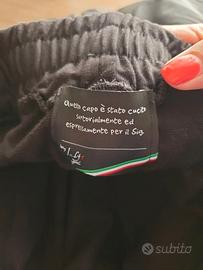 Questo capo è stato cucito
sartorialmente ed
espressamente per il Sig.
subito